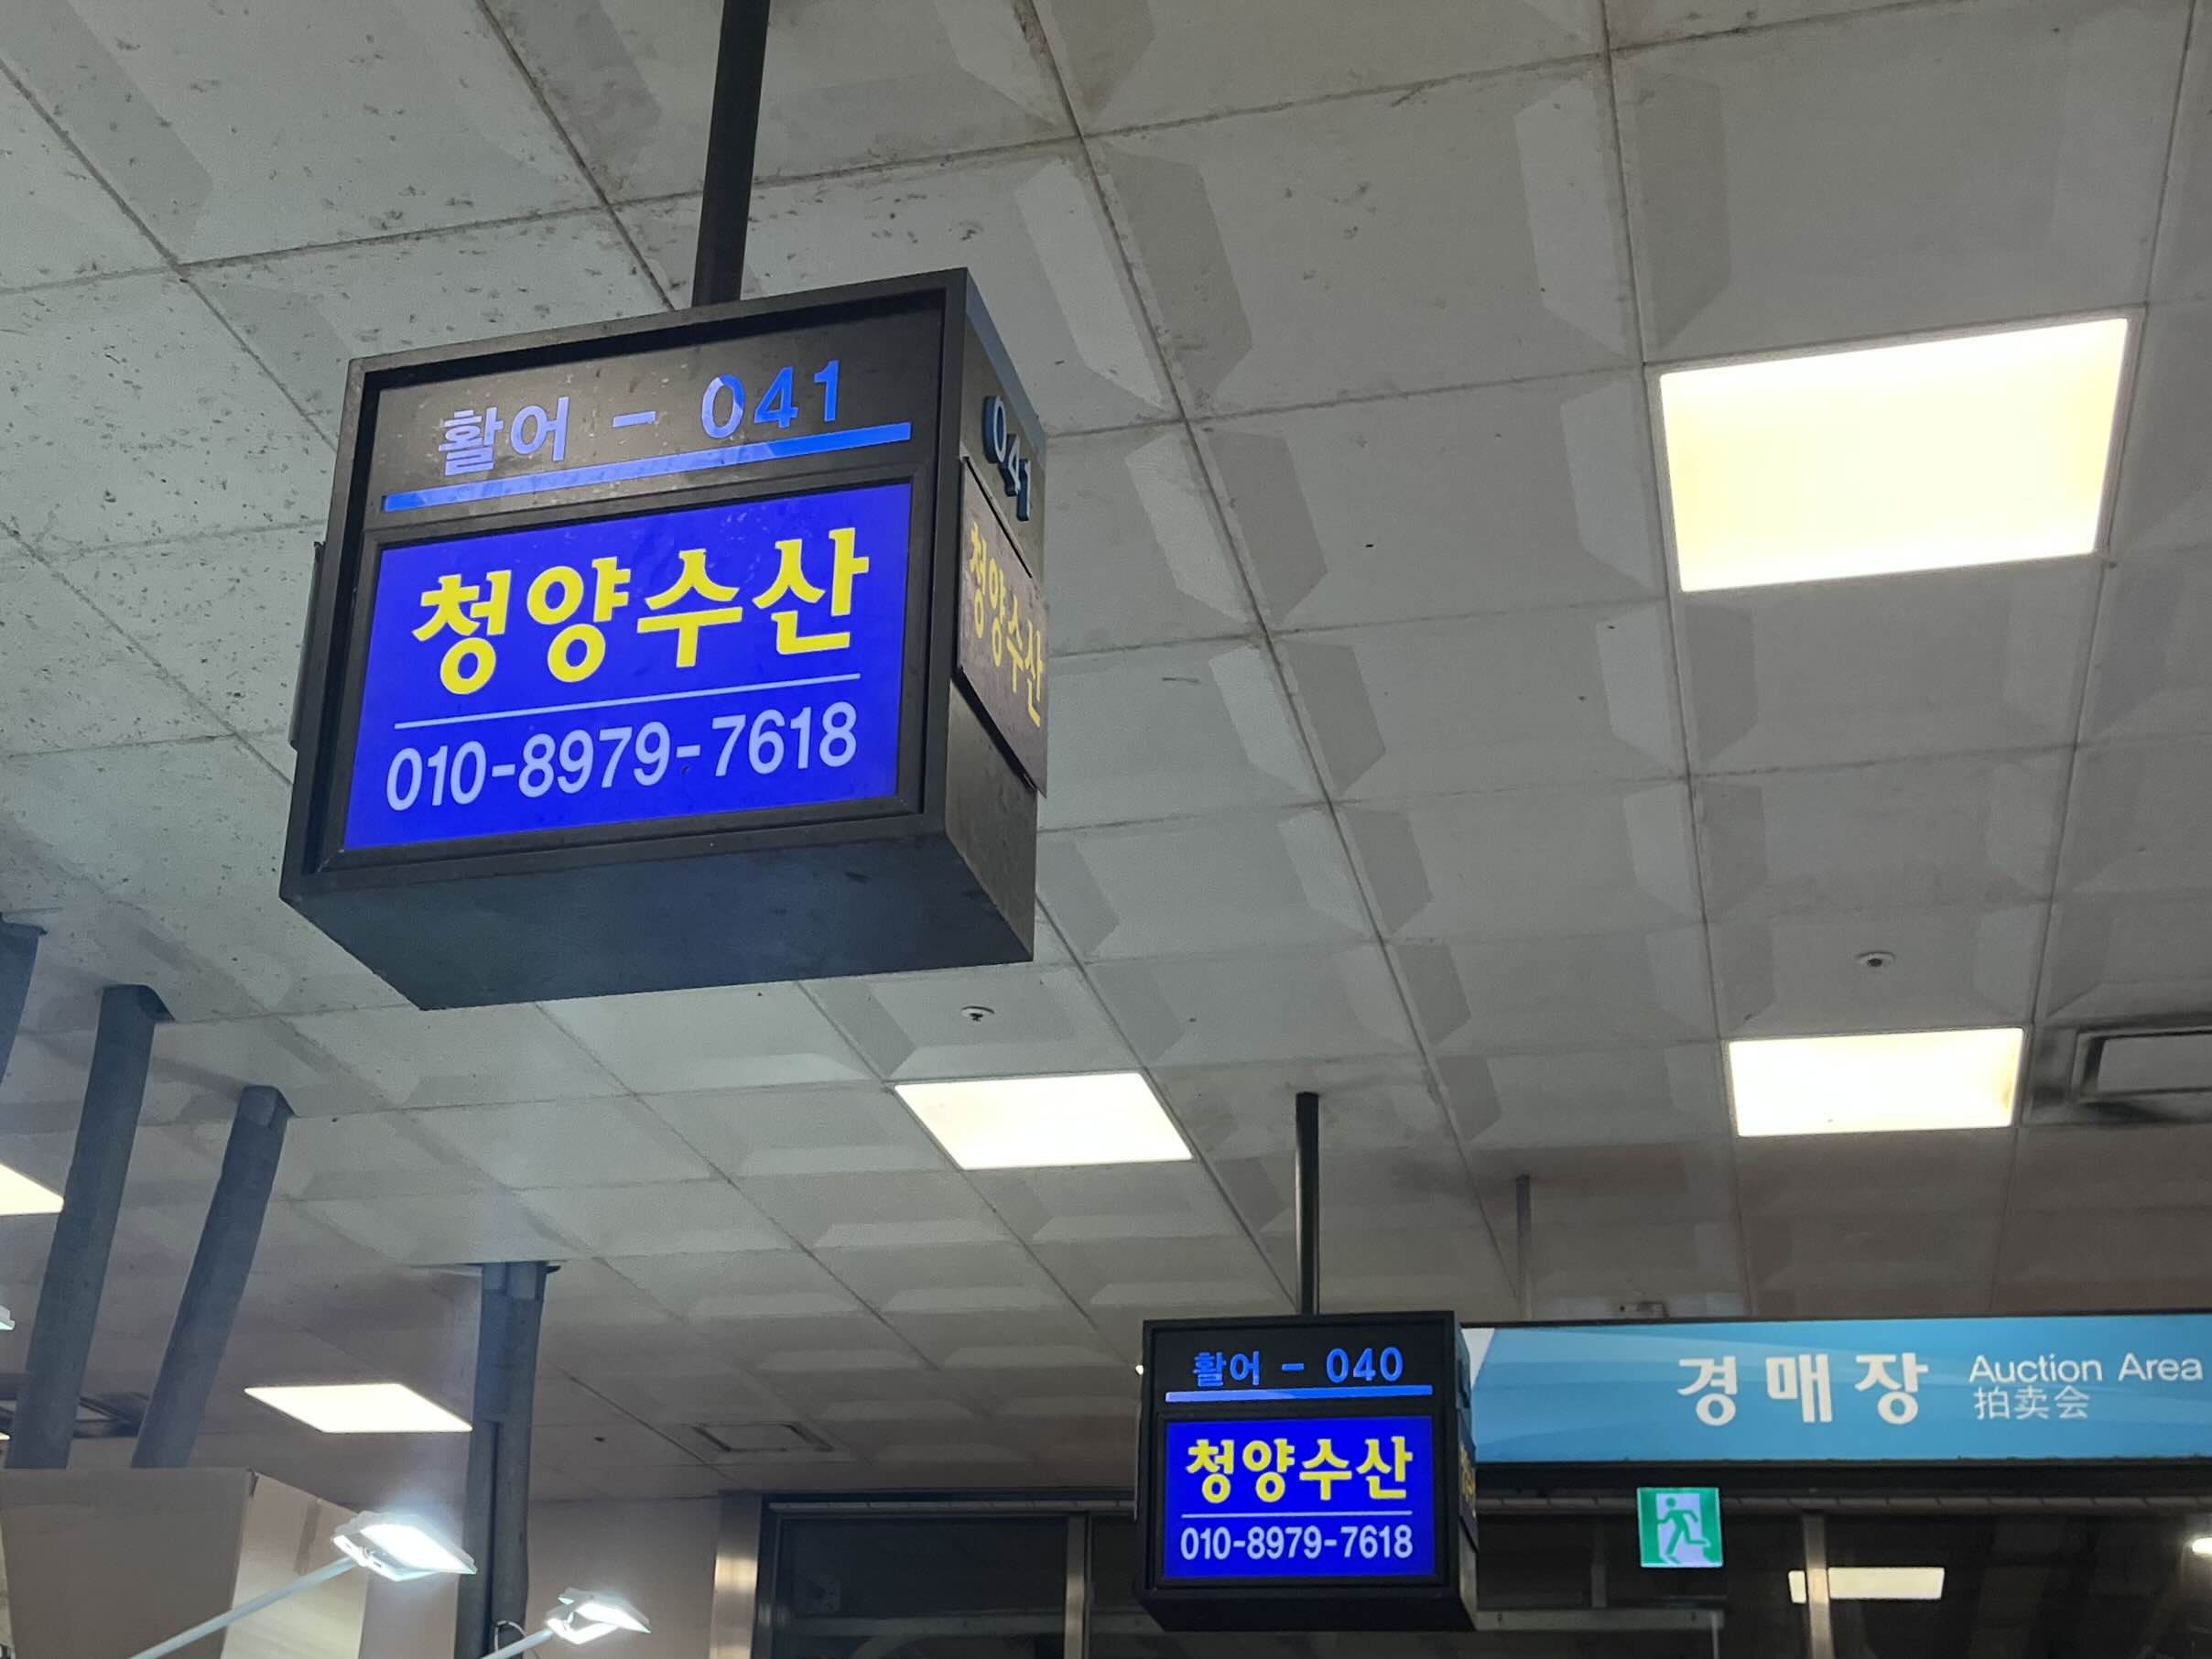 활어 - 041
청양수산
010-8979-7618
041
청양수산
활어 - 040
청양수산
010-8979-7618
경매장
Auction Area
拍卖会